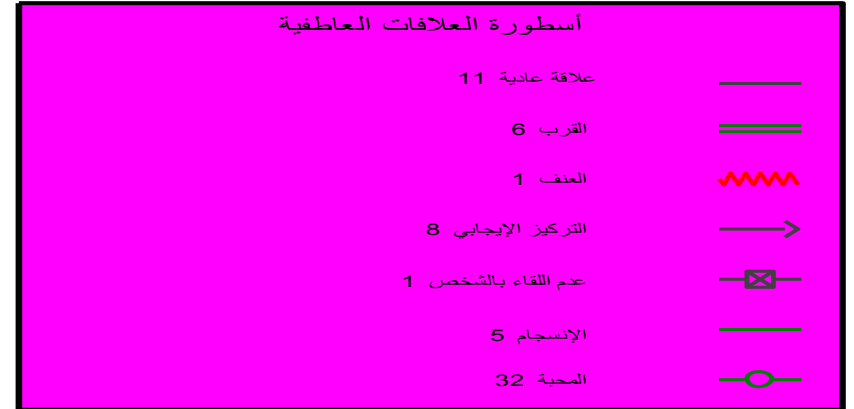 أسطورة العلاقات العاطفية
علاقة عادية 11
القرب 6
العنف 1
التركيز الإيجابي 8
عدم اللقاء بالشخص 1
الإنسجام 5
المحبة 32